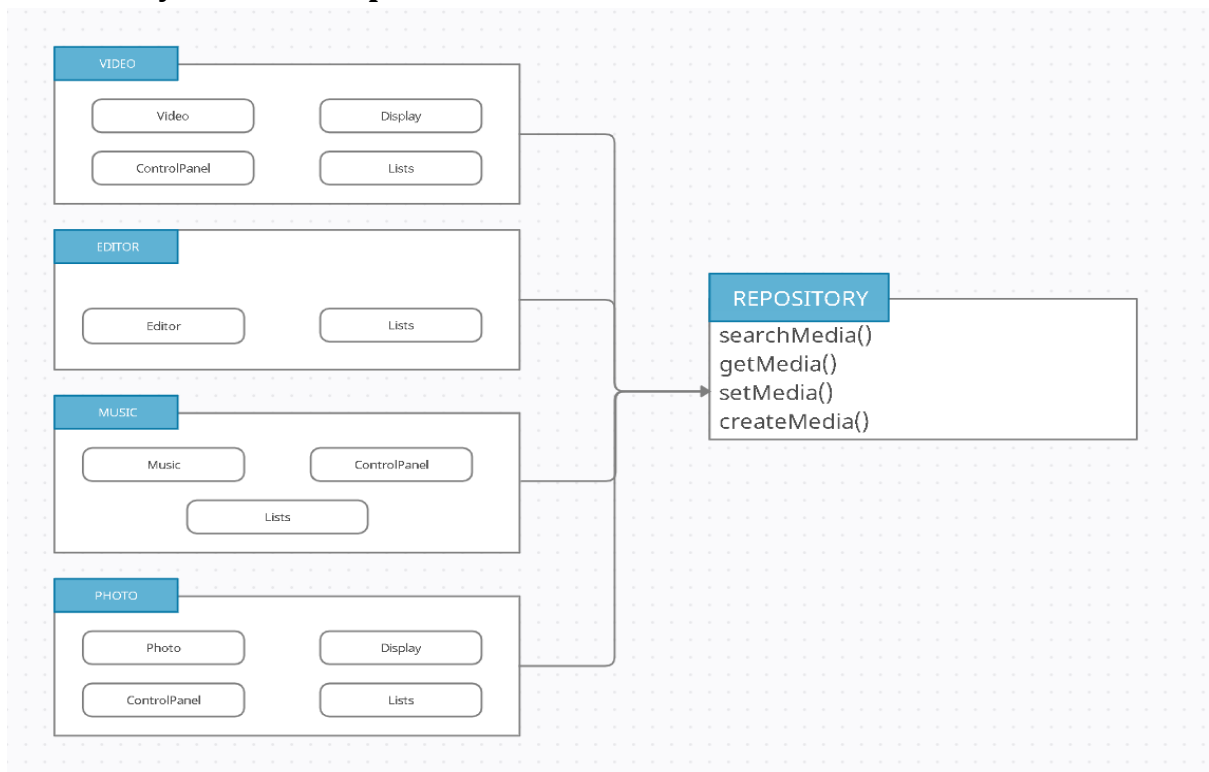 VIDEO
Video
Display
ControlPanel
Lists
EDITOR
Editor
Lists
MUSIC
Music
ControlPanel
Lists
PHOTO
Photo
Display
ControlPanel
Lists
REPOSITORY
searchMedia()
getMedia()
setMedia()
createMedia()